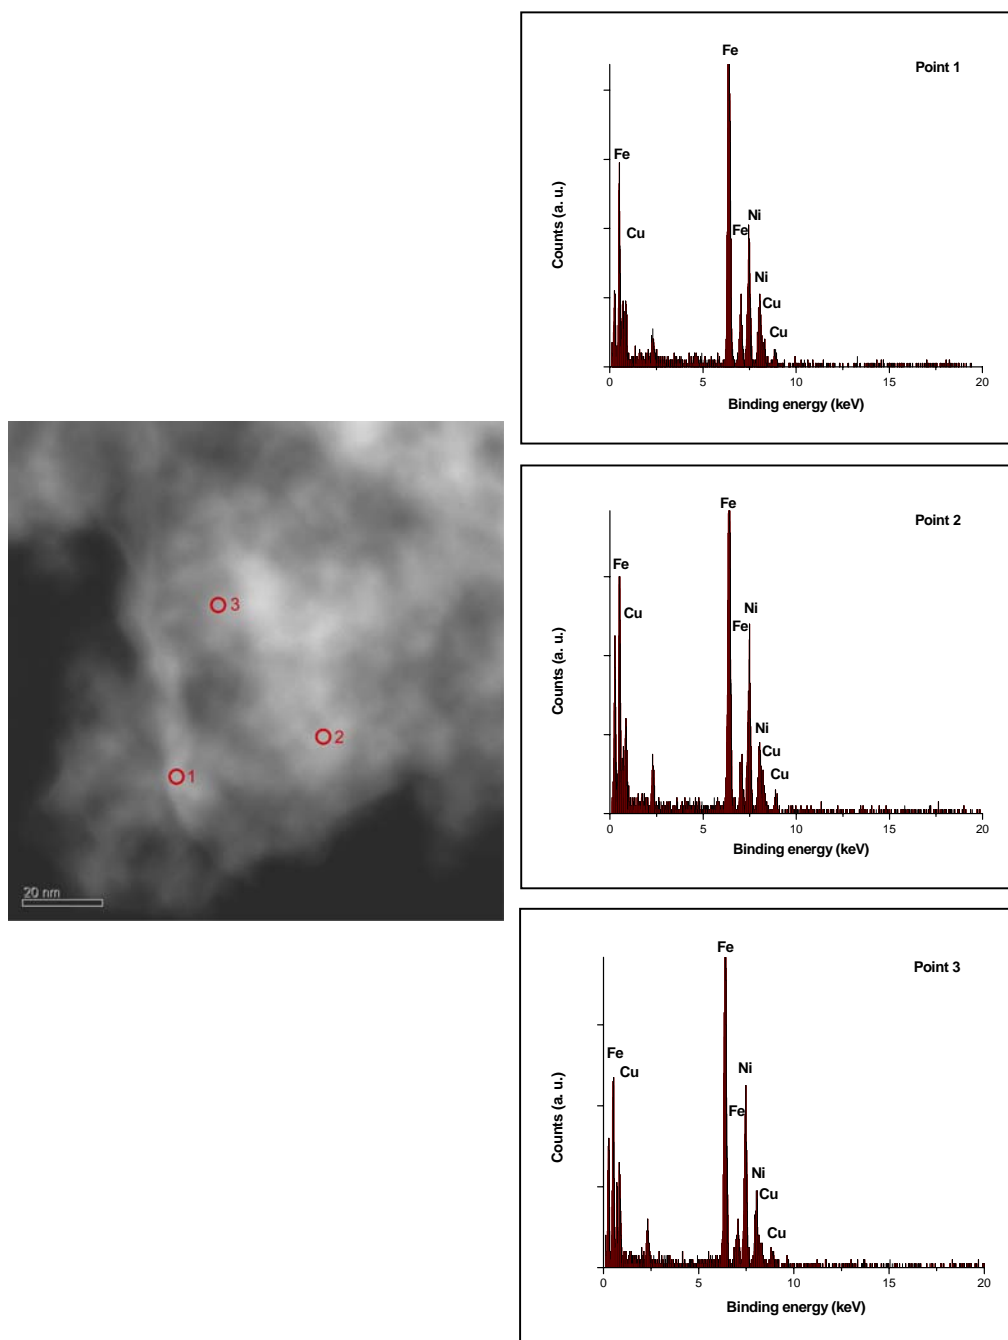 Point 1
Fe
Fe
Cu
Fe
Ni
Ni
Cu
Cu
Counts (a. u.)
0
5
10
15
20
Binding energy (keV)
3
2
1
20 nm
Point 2
Fe
Fe
Cu
Fe
Ni
Ni
Cu
Cu
Counts (a. u.)
0
5
10
15
20
Binding energy (keV)
Point 3
Fe
Fe
Cu
Ni
Fe
Ni
Cu
Cu
Counts (a. u.)
0
5
10
15
20
Binding energy (keV)